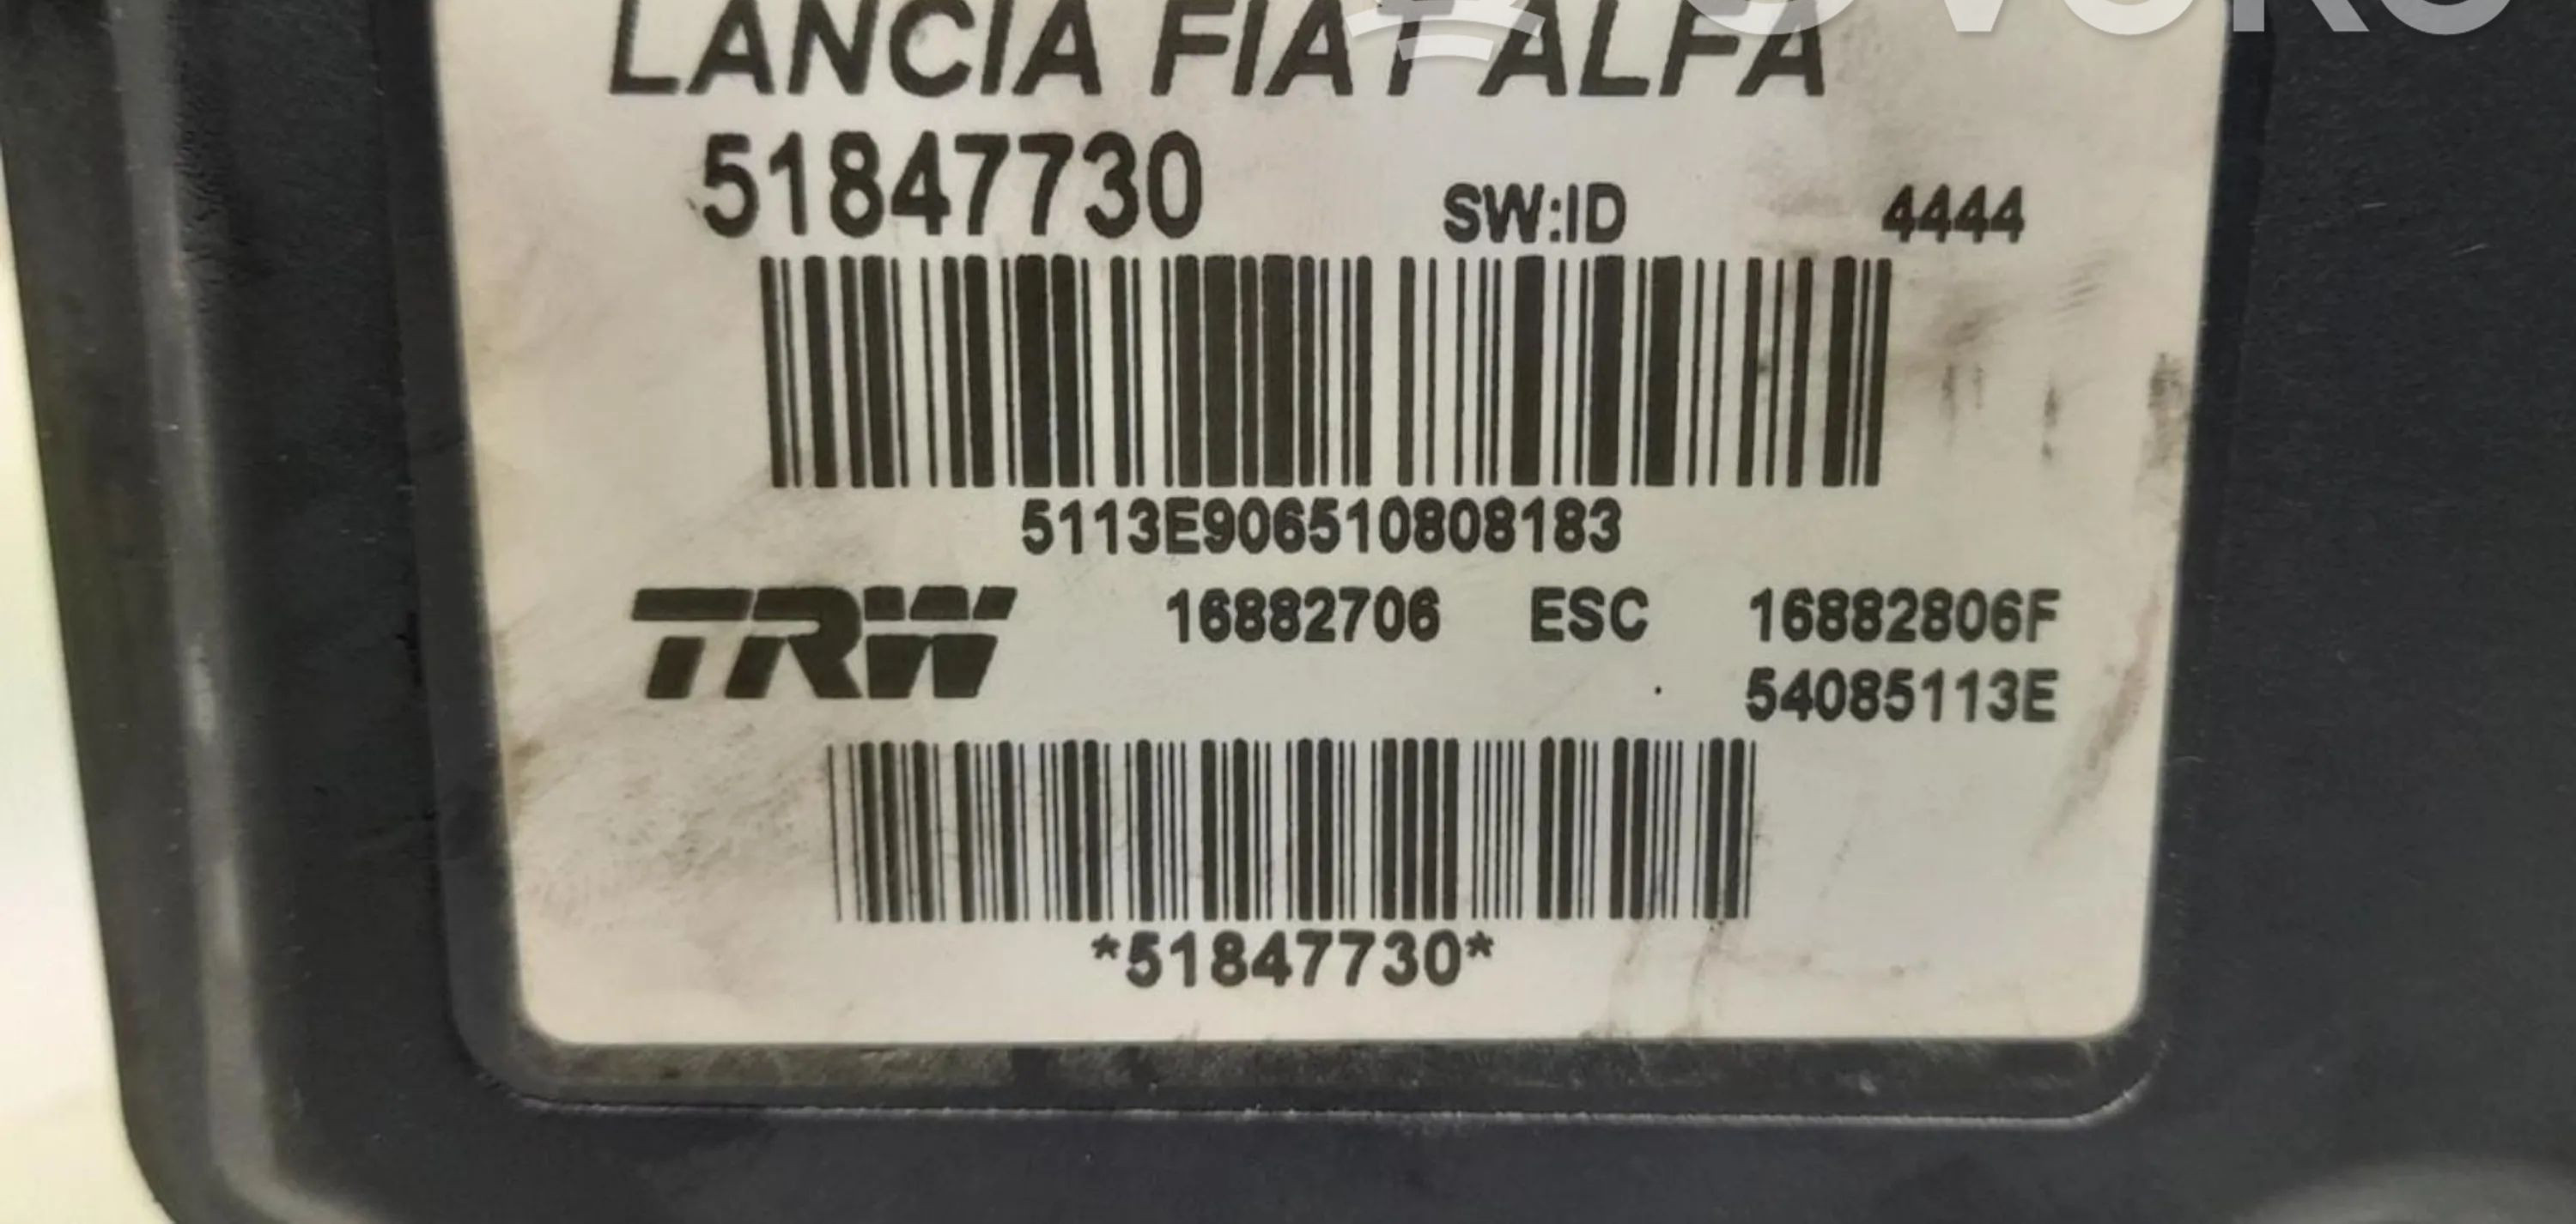 LANCIA FIAT ALFA
51847730 SW:ID 4444
5113E906510808183
TRW 16882706 ESC 16882806F
54085113E
*51847730*